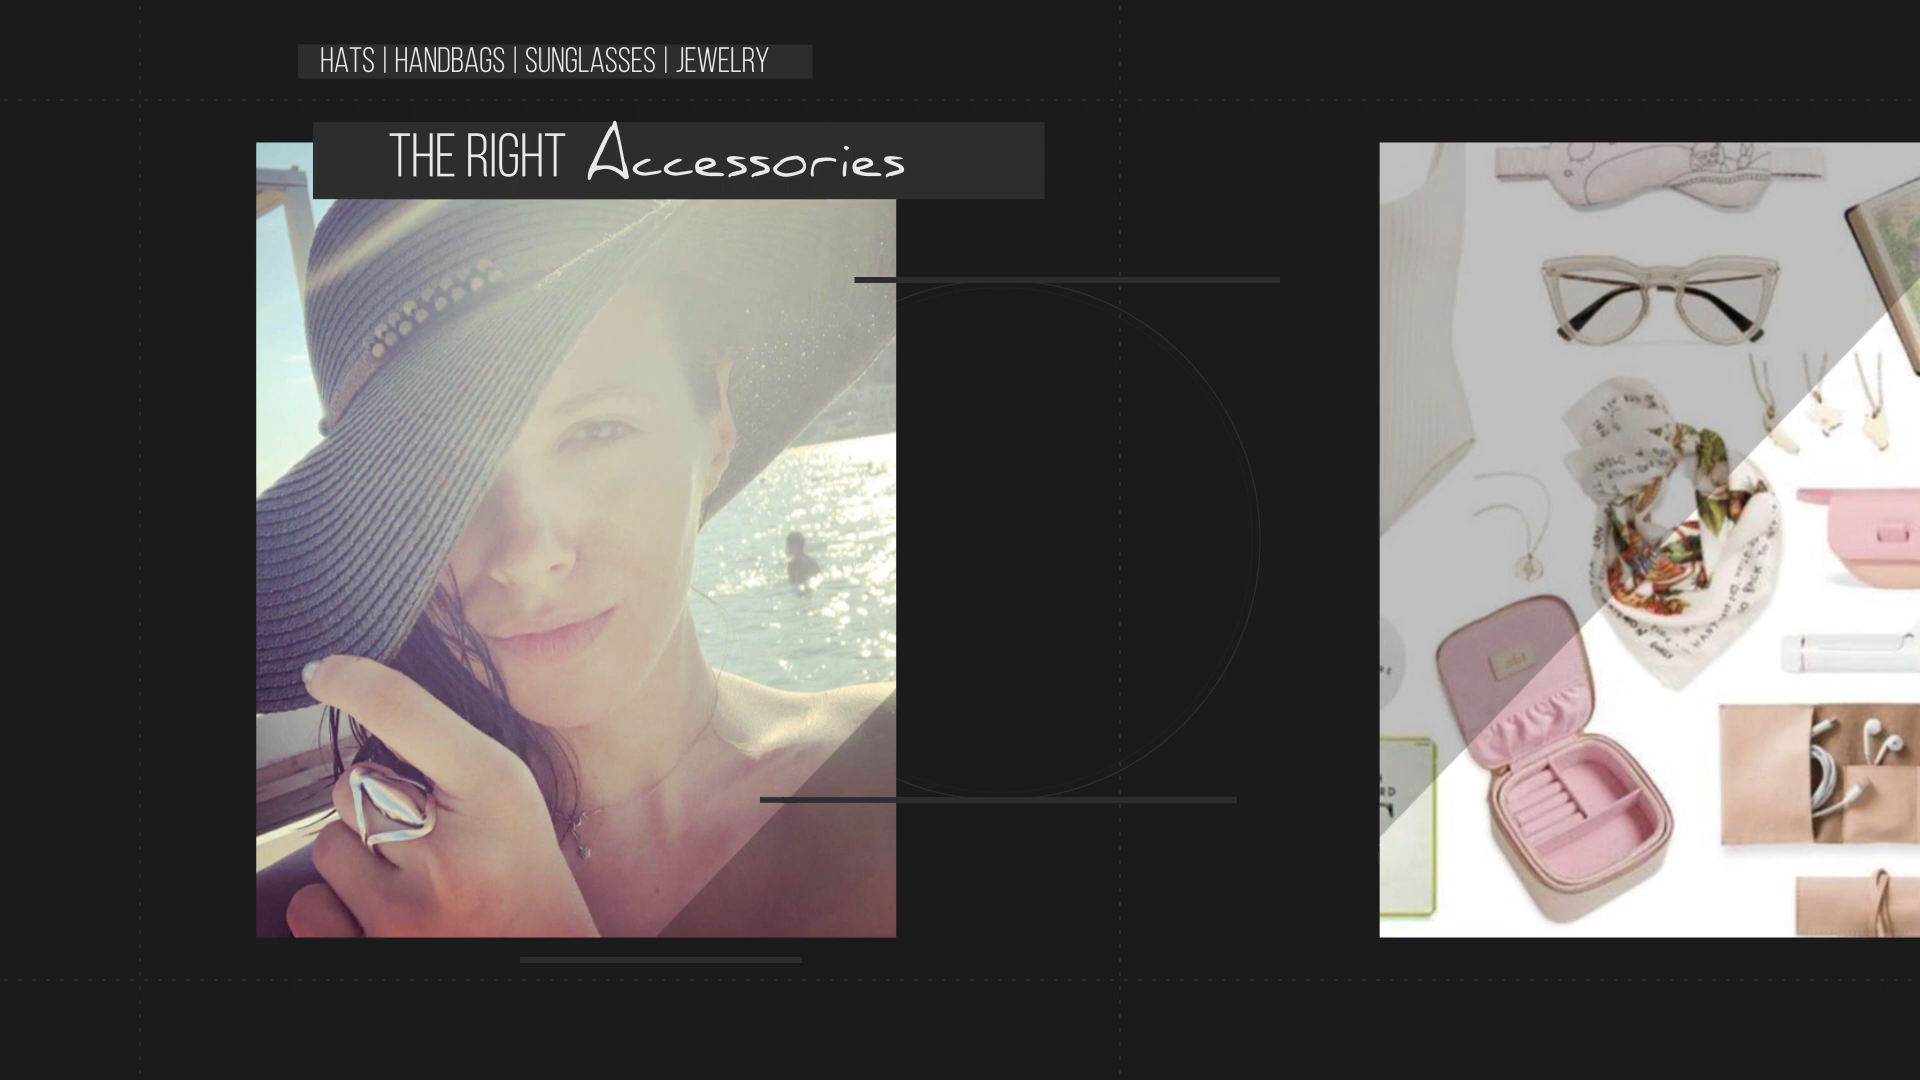 HATS | HANDBAGS | SUNGLASSES | JEWELRY
THE RIGHT Accessories